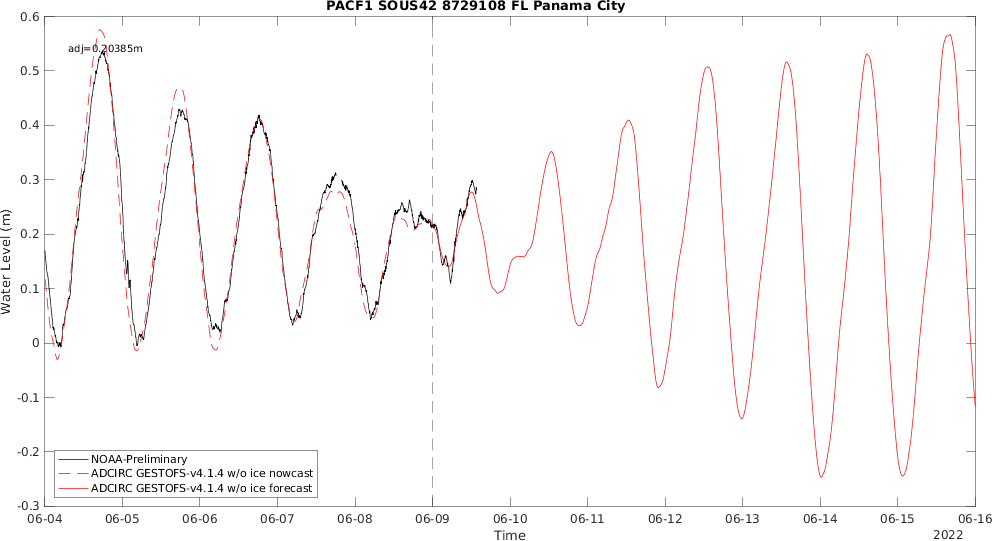 PACF1 SOUS42 8729108 FL Panama City
adj=0.20385m
0.6
0.5
0.4
0.3
0.2
0.1
0
-0.1
-0.2
-0.3
Water Level (m)
NOAA-Preliminary
ADCIRC GESTOFS-v4.1.4 w/o ice nowcast
ADCIRC GESTOFS-v4.1.4 w/o ice forecast
06-04 06-05 06-06 06-07 06-08 06-09 06-10 06-11 06-12 06-13 06-14 06-15 06-16
Time
2022